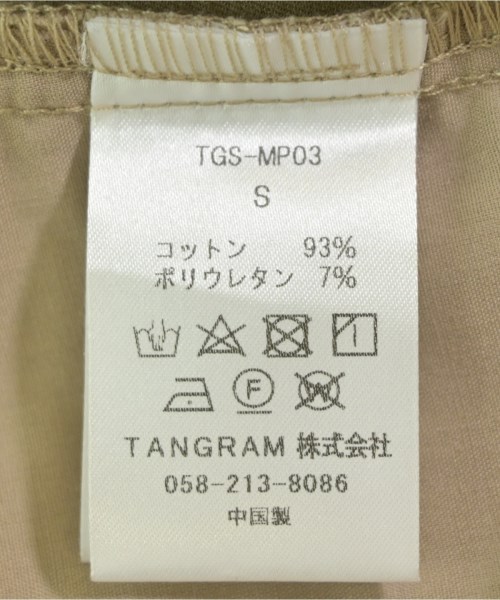 TGS-MP03
S
コットン 93%
ポリウレタン 7%
F
W
TANGRAM 株式会社
058-213-8086
中国製